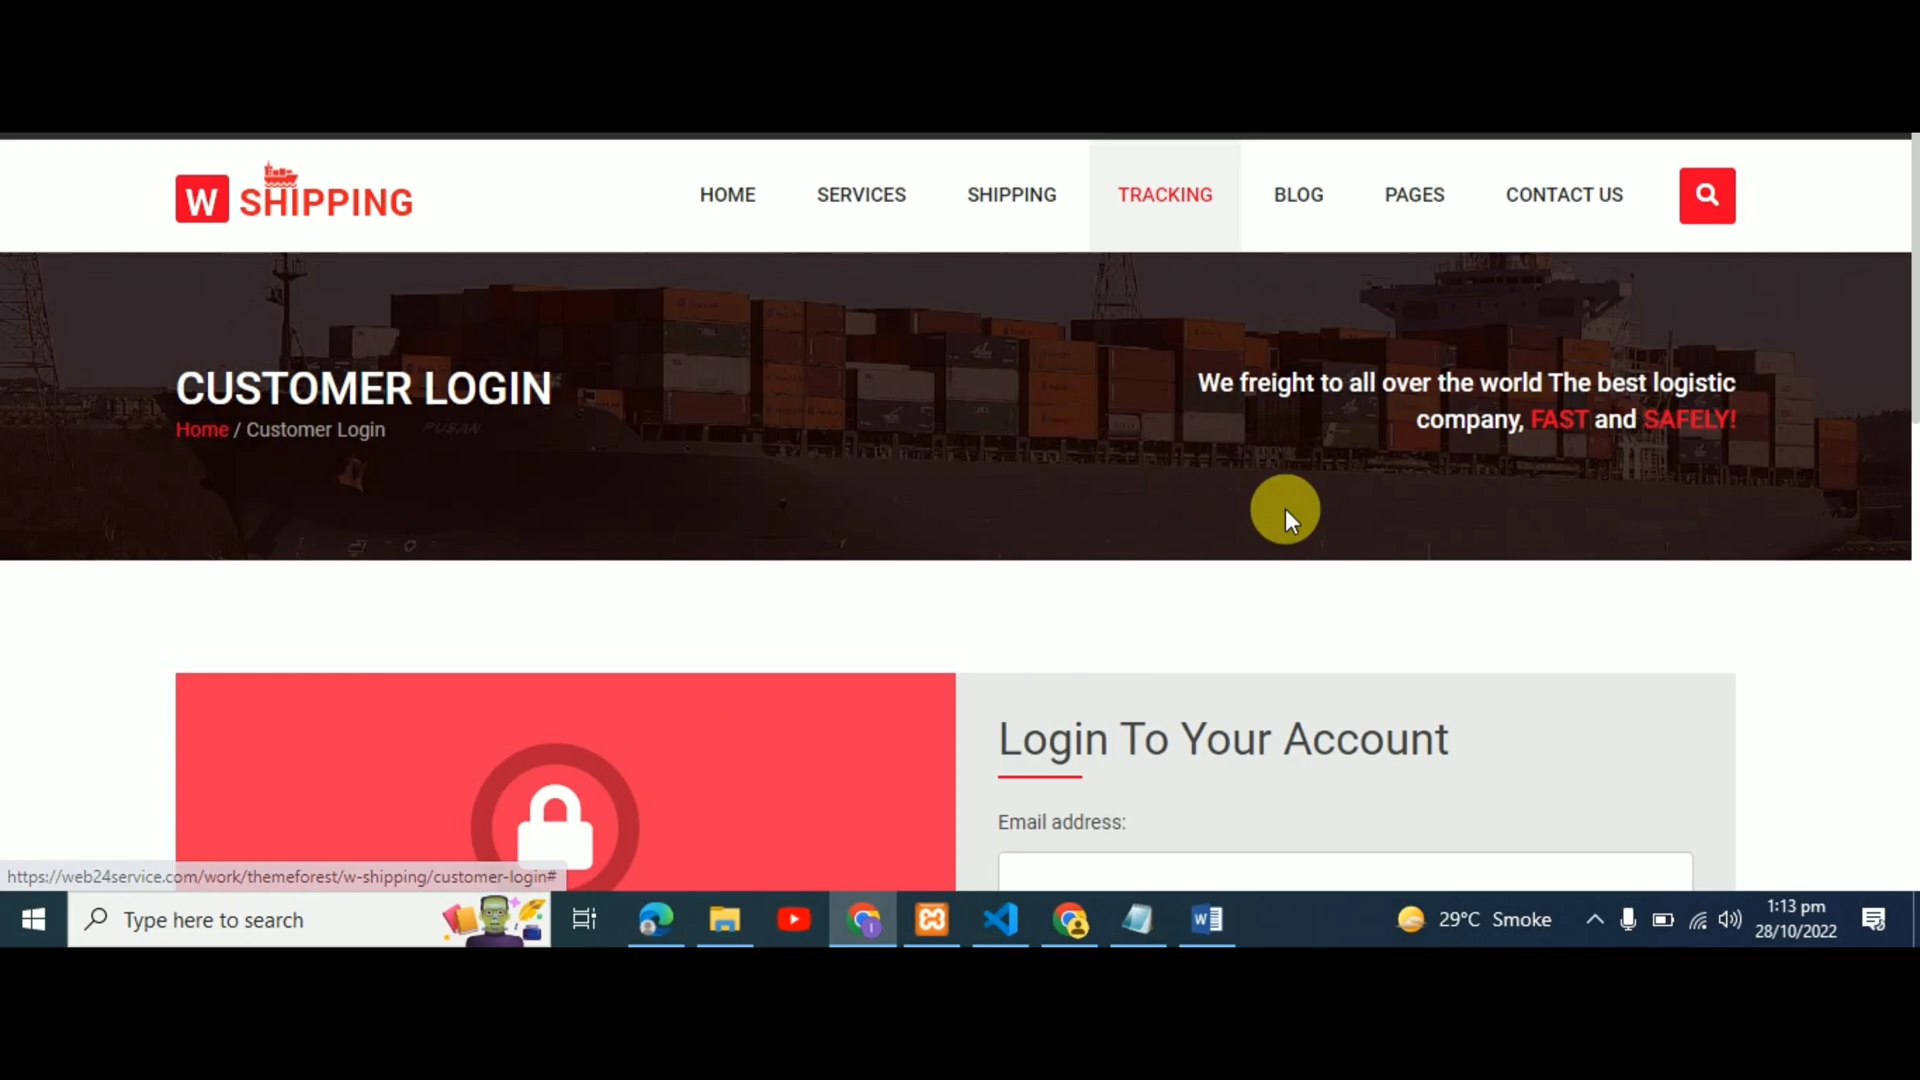 W SHIPPING
HOME SERVICES SHIPPING TRACKING BLOG PAGES CONTACT US
CUSTOMER LOGIN
Home / Customer Login
We freight to all over the world The best logistic
company, FAST and SAFELY!
PUSAN
Login To Your Account
Email address:
https://web24service.com/work/themeforest/w-shipping/customer-login#
Type here to search
29°C Smoke
1:13 pm
28/10/2022